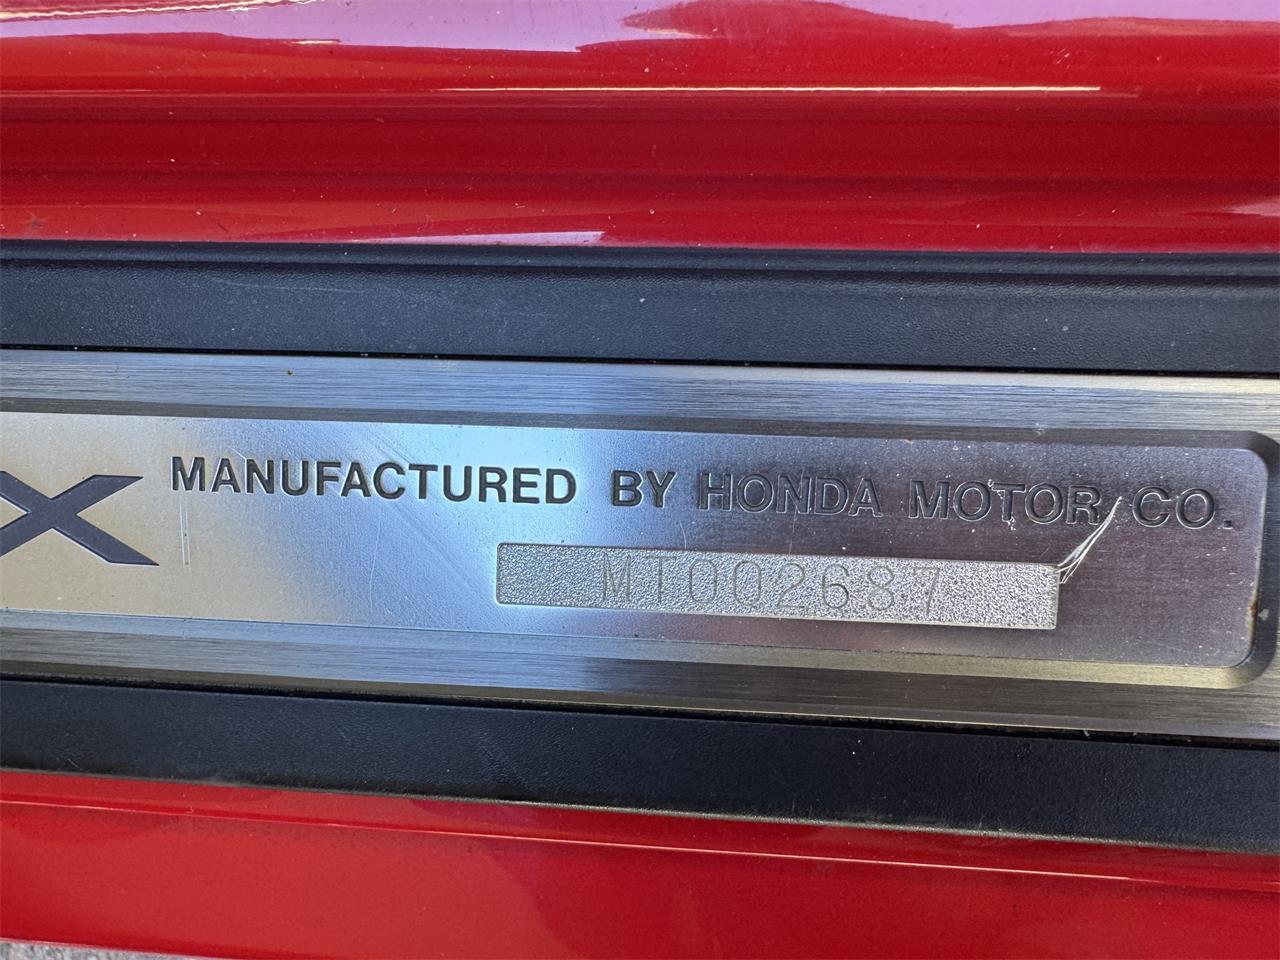 X MANUFACTURED BY HONDA MOTOR CO.
MT002687